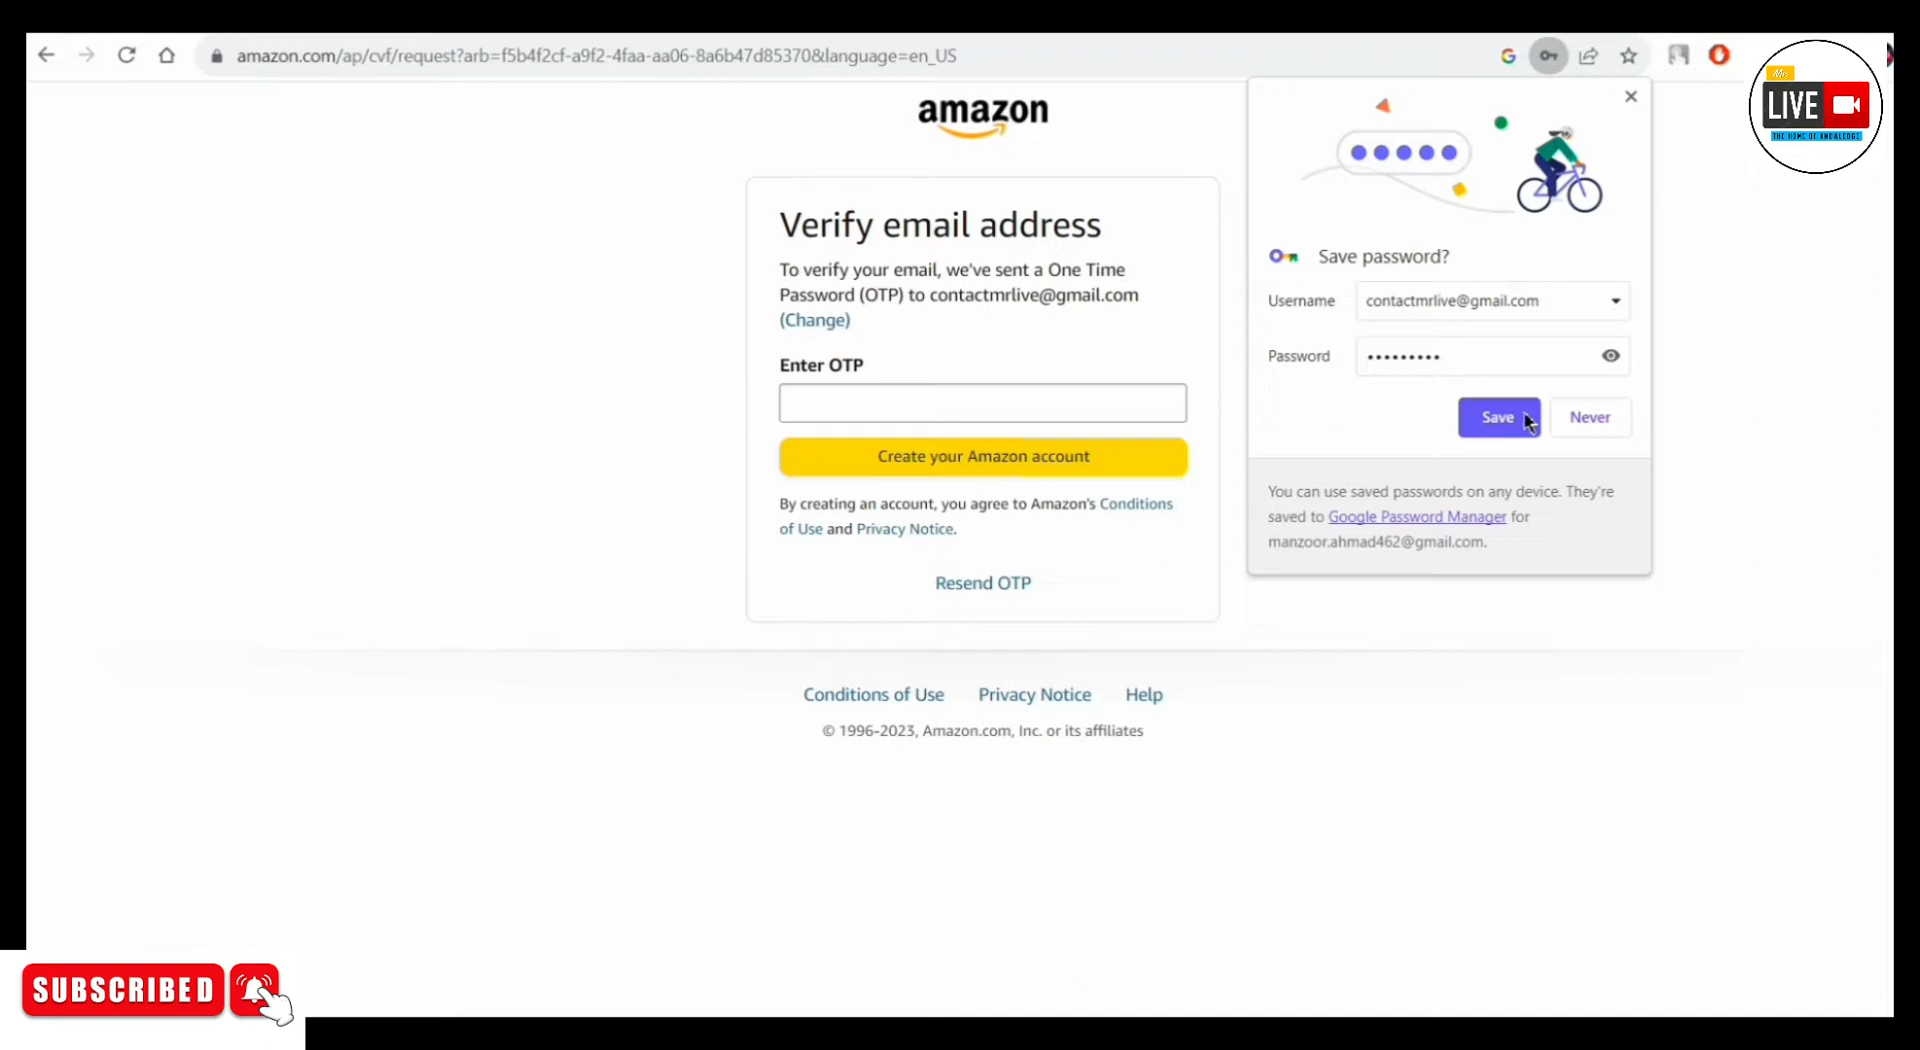 amazon.com/ap/cvf/request?arb=f5b4f2cf-a9f2-4faa-aa06-8a6b47d85370&language=en_US
Mr.
LIVE
THE HOME OF KNOWLEDGE
amazon
Verify email address
To verify your email, we've sent a One Time
Password (OTP) to contactmrlive@gmail.com
(Change)
Enter OTP
Create your Amazon account
By creating an account, you agree to Amazon's Conditions
of Use and Privacy Notice.
Resend OTP
Save password?
Username contactmrlive@gmail.com
Password •••••••••
Save Never
You can use saved passwords on any device. They're
saved to Google Password Manager for
manzoor.ahmad462@gmail.com.
Conditions of Use Privacy Notice Help
© 1996-2023, Amazon.com, Inc. or its affiliates
SUBSCRIBED